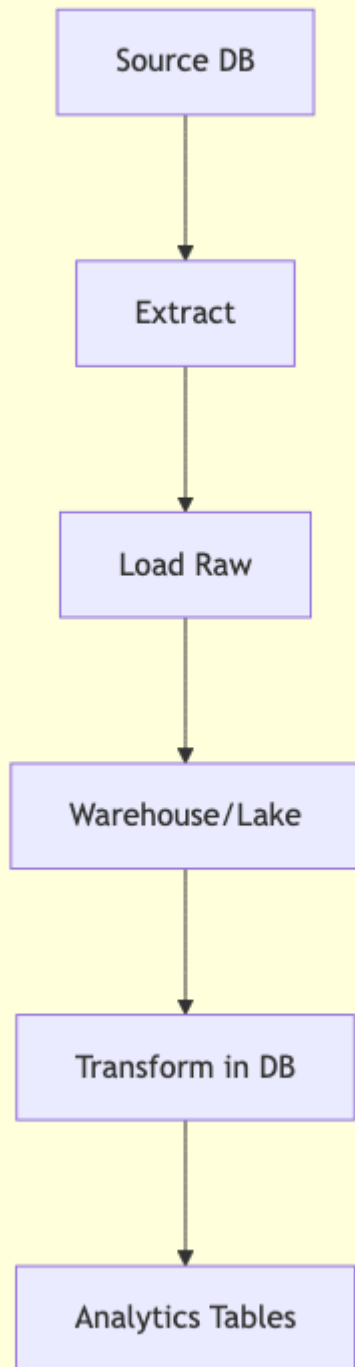 Source DB
Extract
Load Raw
Warehouse/Lake
Transform in DB
Analytics Tables